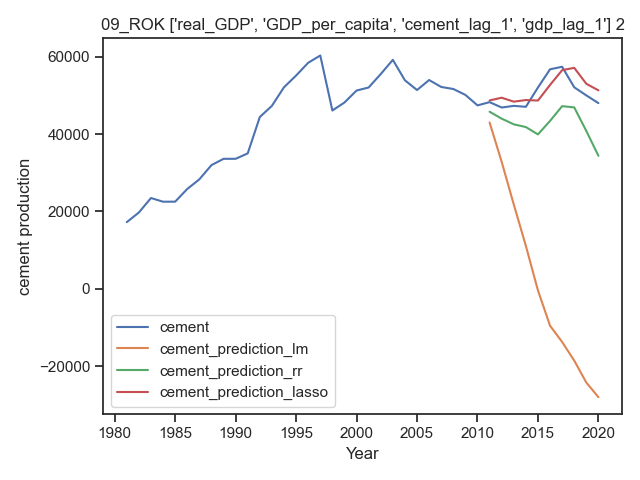 09_ROK ['real_GDP', 'GDP_per_capita', 'cement_lag_1', 'gdp_lag_1'] 2
60000
40000
20000
0
−20000
cement production
cement
cement_prediction_lm
cement_prediction_rr
cement_prediction_lasso
1980 1985 1990 1995 2000 2005 2010 2015 2020
Year